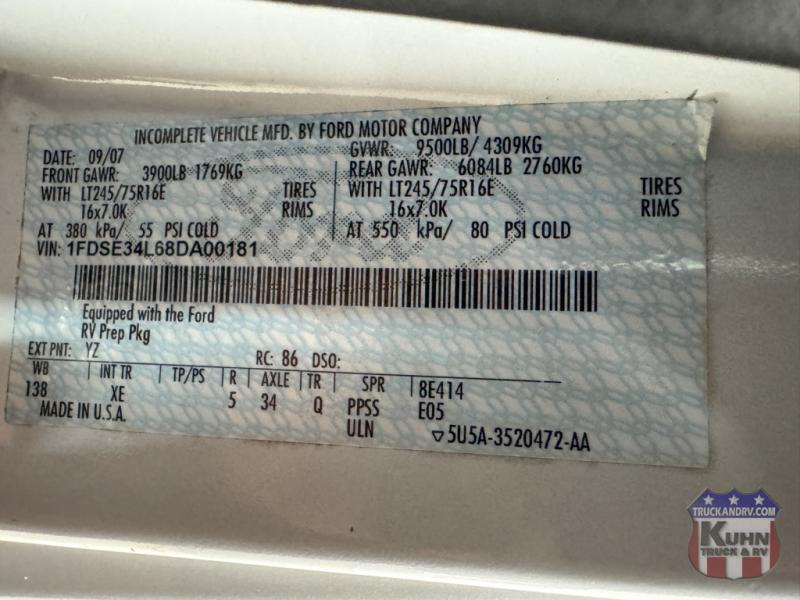 INCOMPLETE VEHICLE MFD. BY FORD MOTOR COMPANY
DATE: 09/07 GVWR: 9500LB/ 4309KG
FRONT GAWR: 3900LB 1769KG REAR GAWR: 6084LB 2760KG
WITH LT245/75R16E TIRES WITH LT245/75R16E TIRES
16x7.0K RIMS 16x7.0K RIMS
AT 380 kPa/ 55 PSI COLD AT 550 kPa/ 80 PSI COLD
VIN: 1FDSE34L68DA00181
Ford
Equipped with the Ford
RV Prep Pkg
EXT PNT: YZ RC: 86 DSO:
WB INT TR TP/PS R AXLE TR SPR 8E414
138 XE 5 34 Q PPSS E05
MADE IN U.S.A. ULN 5U5A-3520472-AA
TRUCKANDRV.COM
KUHN
TRUCK & RV